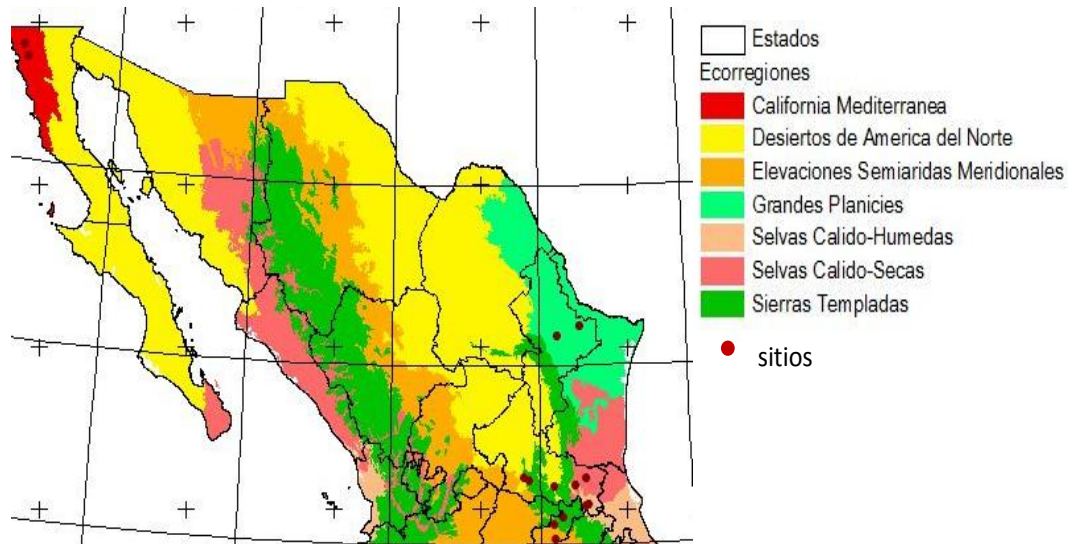 Estados
Ecorregiones
California Mediterranea
Desiertos de America del Norte
Elevaciones Semiaridas Meridionales
Grandes Planicies
Selvas Calido-Humedas
Selvas Calido-Secas
Sierras Templadas
sitios